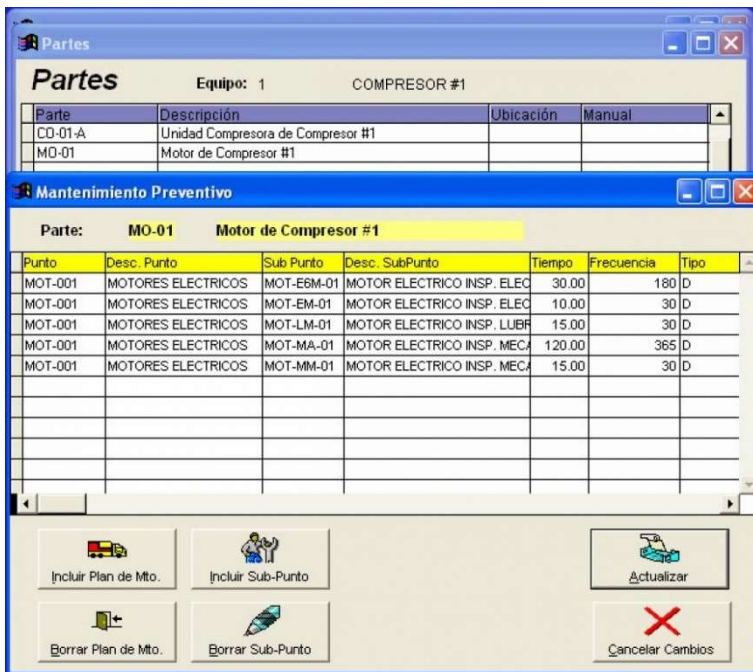 Partes
Partes Equipo: 1 COMPRESOR #1
Parte Descripción Ubicación Manual
CO-01-A Unidad Compresora de Compresor #1
MO-01 Motor de Compresor #1
Mantenimiento Preventivo
Parte: MO-01 Motor de Compresor #1
Punto Desc. Punto Sub Punto Desc. SubPunto Tiempo Frecuencia Tipo
MOT-001 MOTORES ELECTRICOS MOT-E6M-01 MOTOR ELECTRICO INSP. ELEC 30.00 180 D
MOT-001 MOTORES ELECTRICOS MOT-EM-01 MOTOR ELECTRICO INSP. ELEC 10.00 30 D
MOT-001 MOTORES ELECTRICOS MOT-LM-01 MOTOR ELECTRICO INSP. LUBR 15.00 30 D
MOT-001 MOTORES ELECTRICOS MOT-MA-01 MOTOR ELECTRICO INSP. MECA 120.00 365 D
MOT-001 MOTORES ELECTRICOS MOT-MM-01 MOTOR ELECTRICO INSP. MECA 15.00 30 D
Incluir Plan de Mto. Incluir Sub-Punto Actualizar
Borrar Plan de Mto. Borrar Sub-Punto Cancelar Cambios